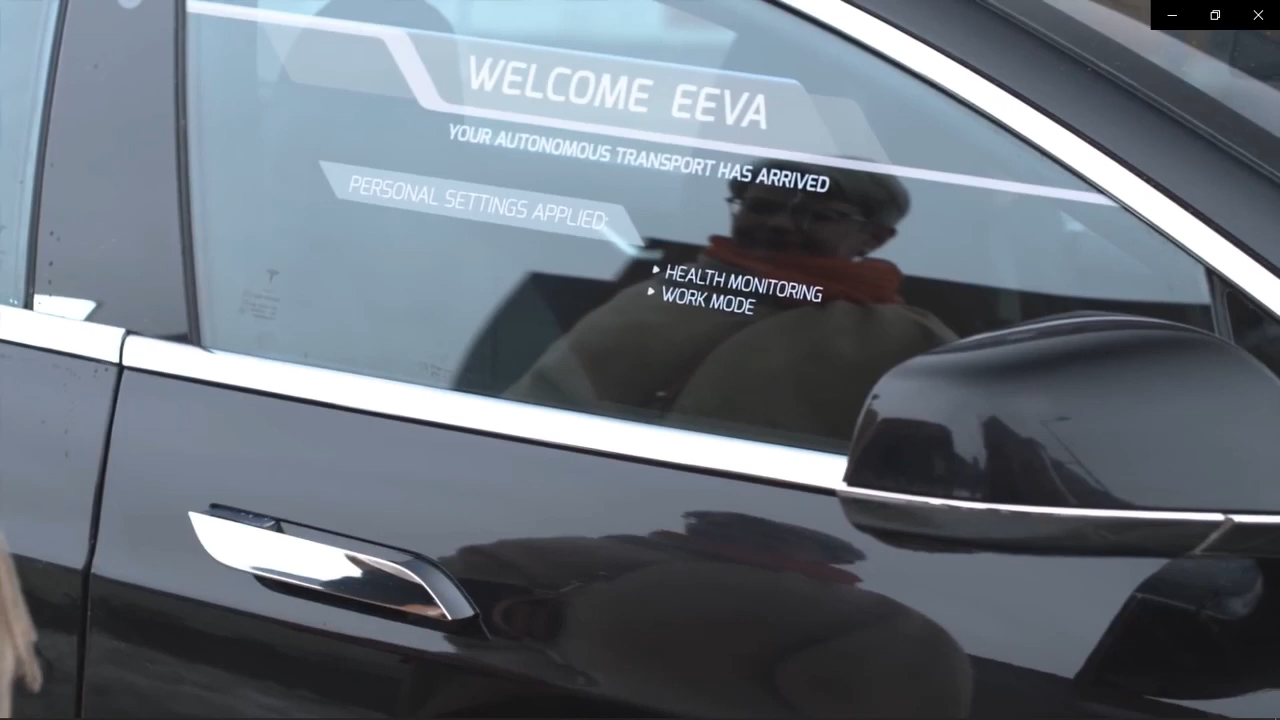 WELCOME EEVA
YOUR AUTONOMOUS TRANSPORT HAS ARRIVED
PERSONAL SETTINGS APPLIED:
HEALTH MONITORING
WORK MODE